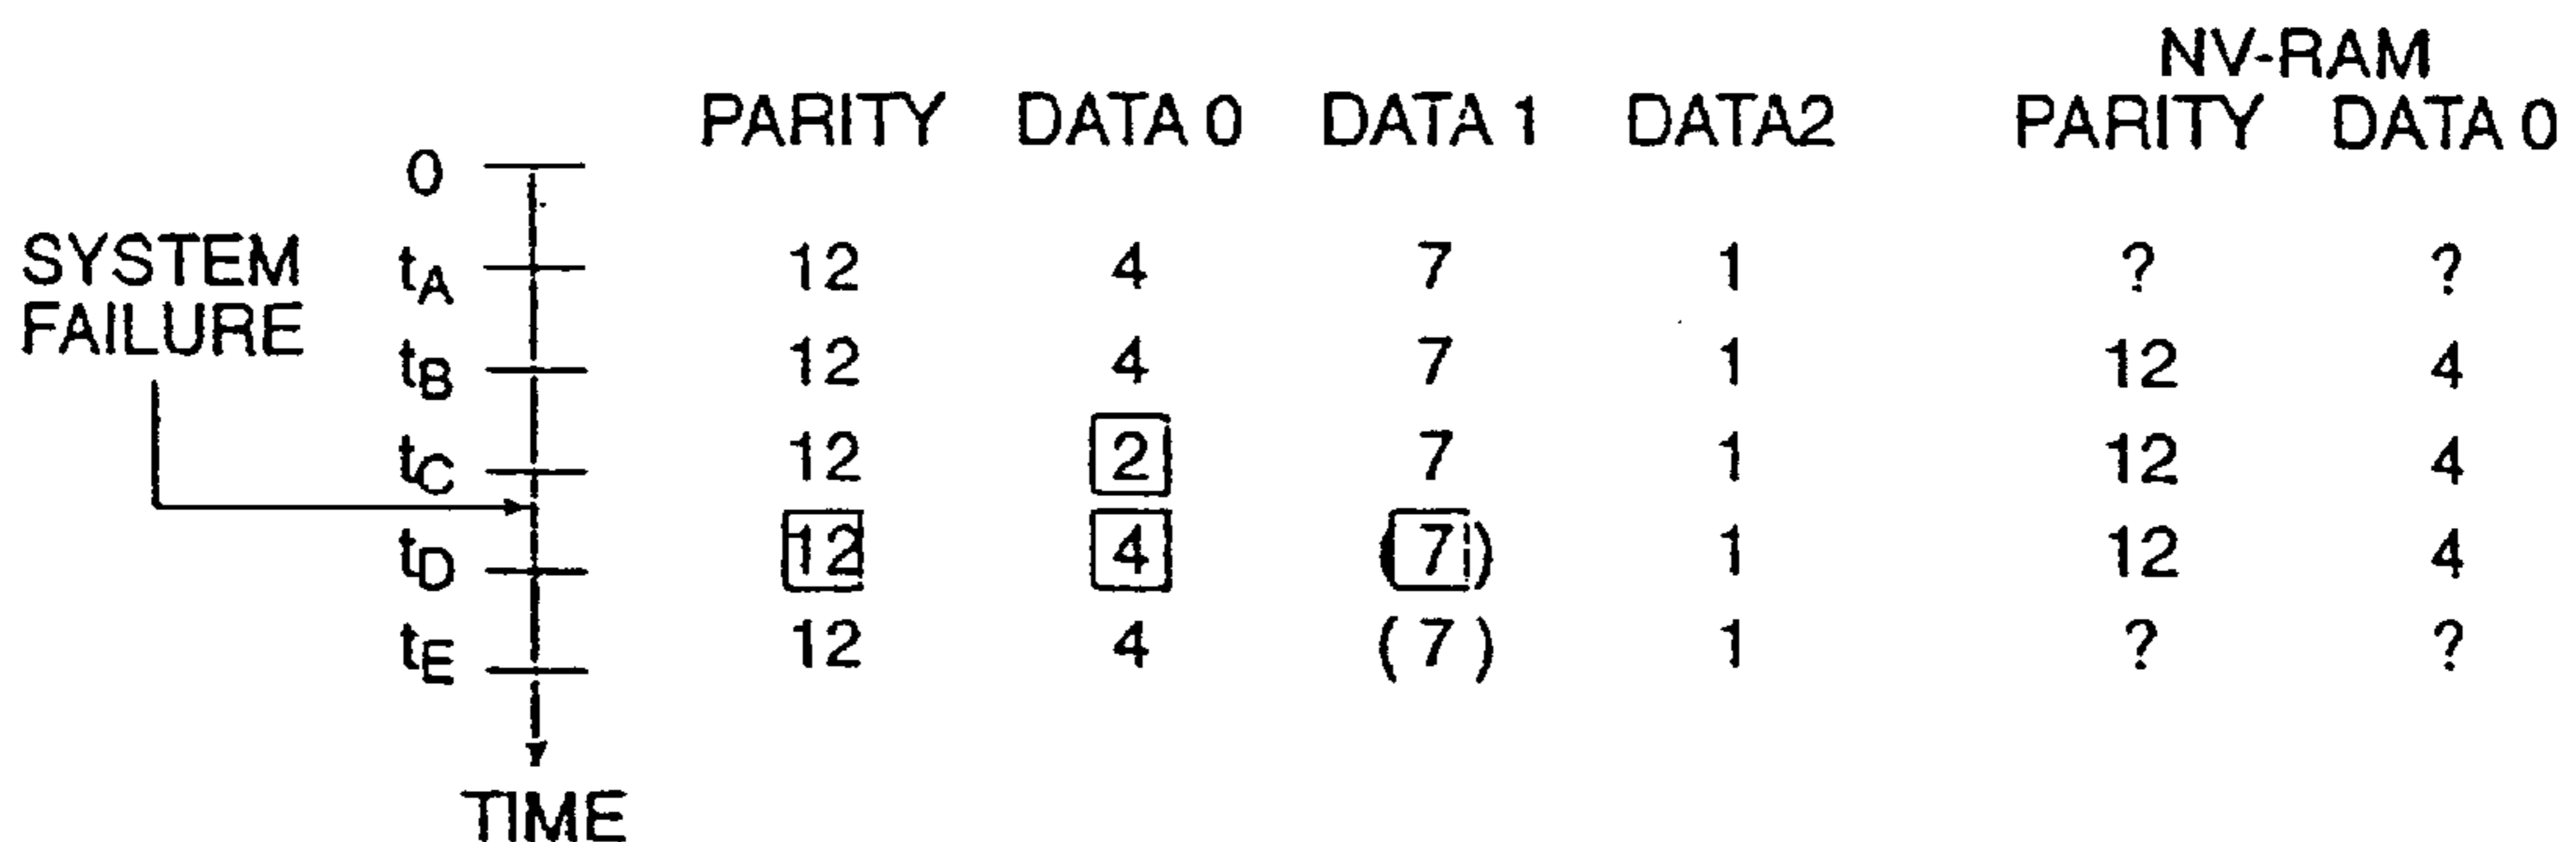 NV-RAM
PARITY DATA 0 DATA 1 DATA2 PARITY DATA 0
0
SYSTEM
FAILURE
tA 12 4 7 1 ? ?
tB 12 4 7 1 12 4
tC 12 2 7 1 12 4
tD 12 4 (7) 1 12 4
tE 12 4 (7) 1 ? ?
TIME